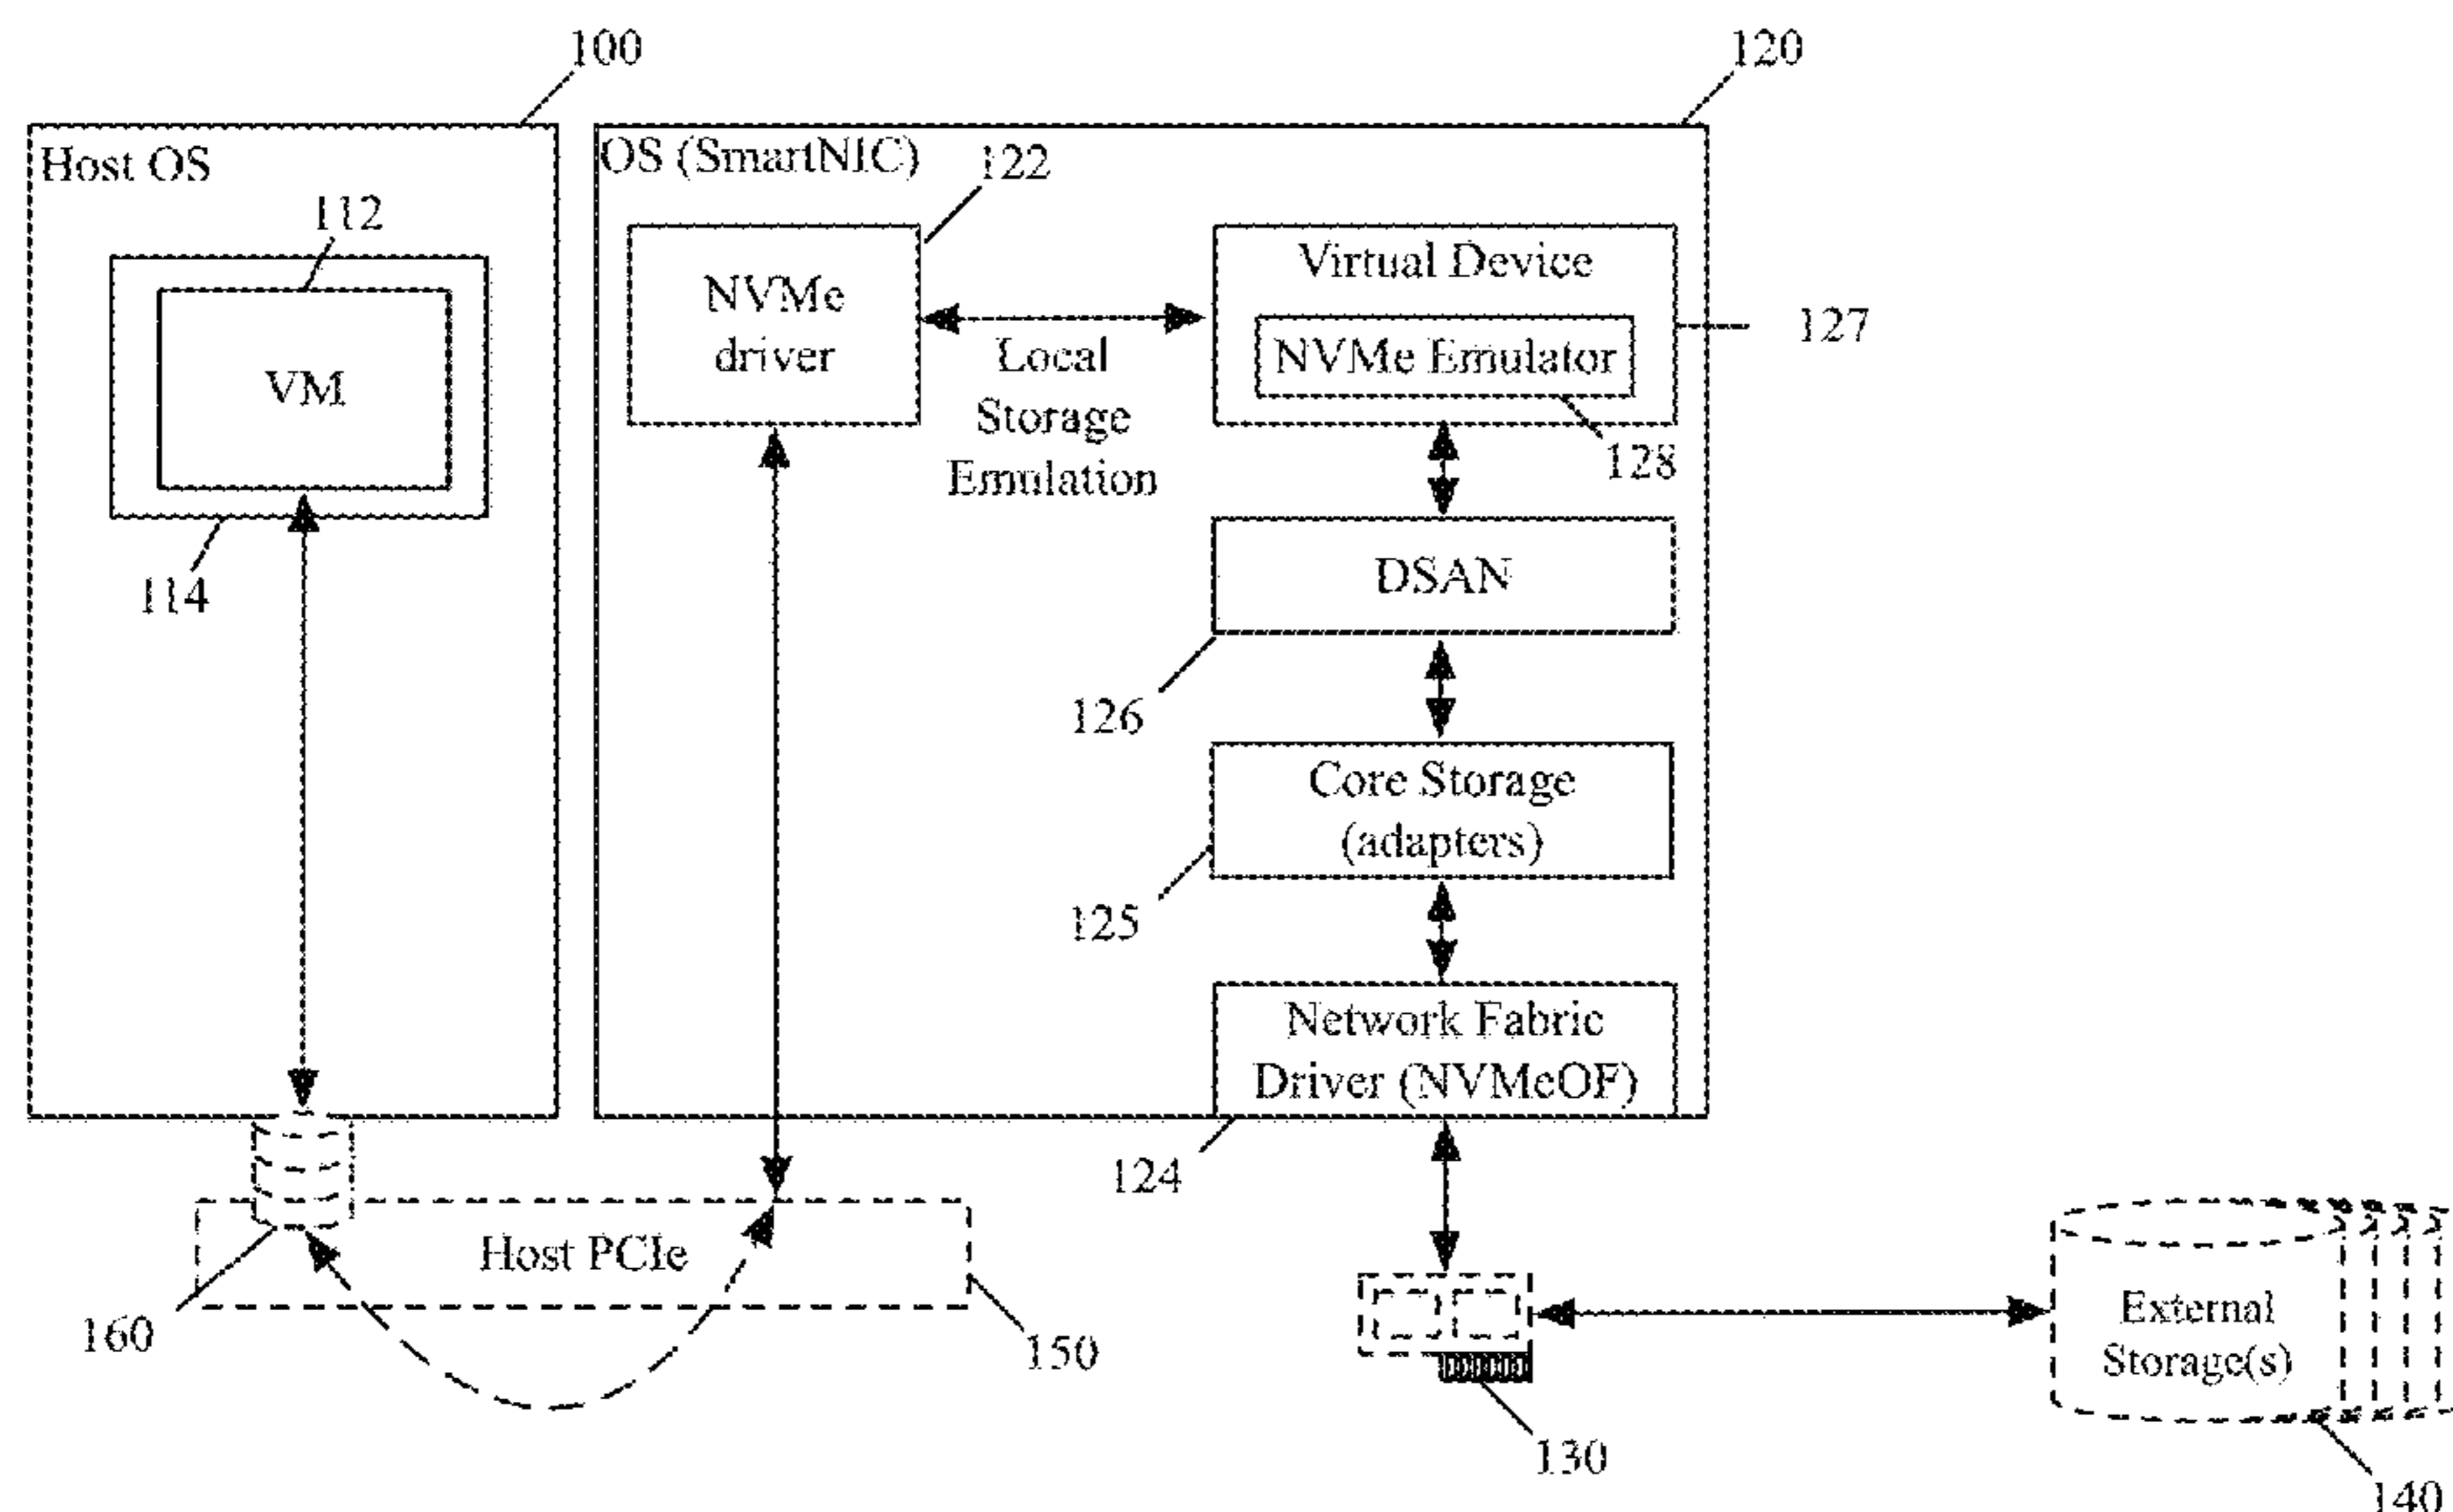 100
120
Host OS
OS (SmartNIC)
122
112
NVMe
driver
Virtual Device
NVMe Emulator
127
VM
Local
Storage
Emulation
128
114
DSAN
126
Core Storage
(adapters)
125
Network Fabric
Driver (NVMeOF)
124
Host PCIe
160
150
External
Storage(s)
130
140